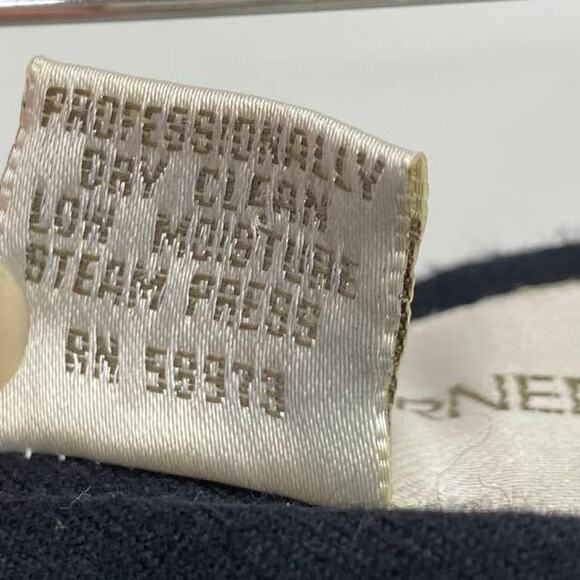 PROFESSIONALLY
DRY CLEAN
LOW MOISTURE
STEAM PRESS
RN 59973